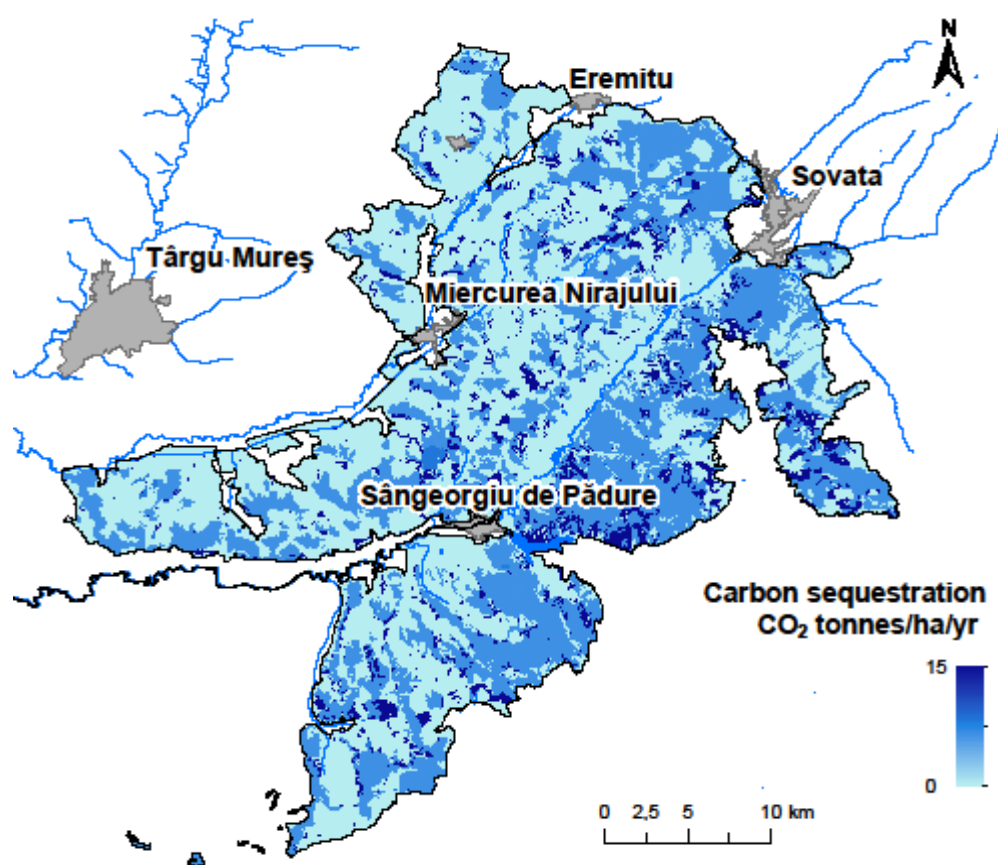 N
Eremitu
Sovata
Târgu Mureş
Miercurea Nirajului
Sângeorgiu de Pădure
Carbon sequestration
CO₂ tonnes/ha/yr
15
0
0 2,5 5 10 km